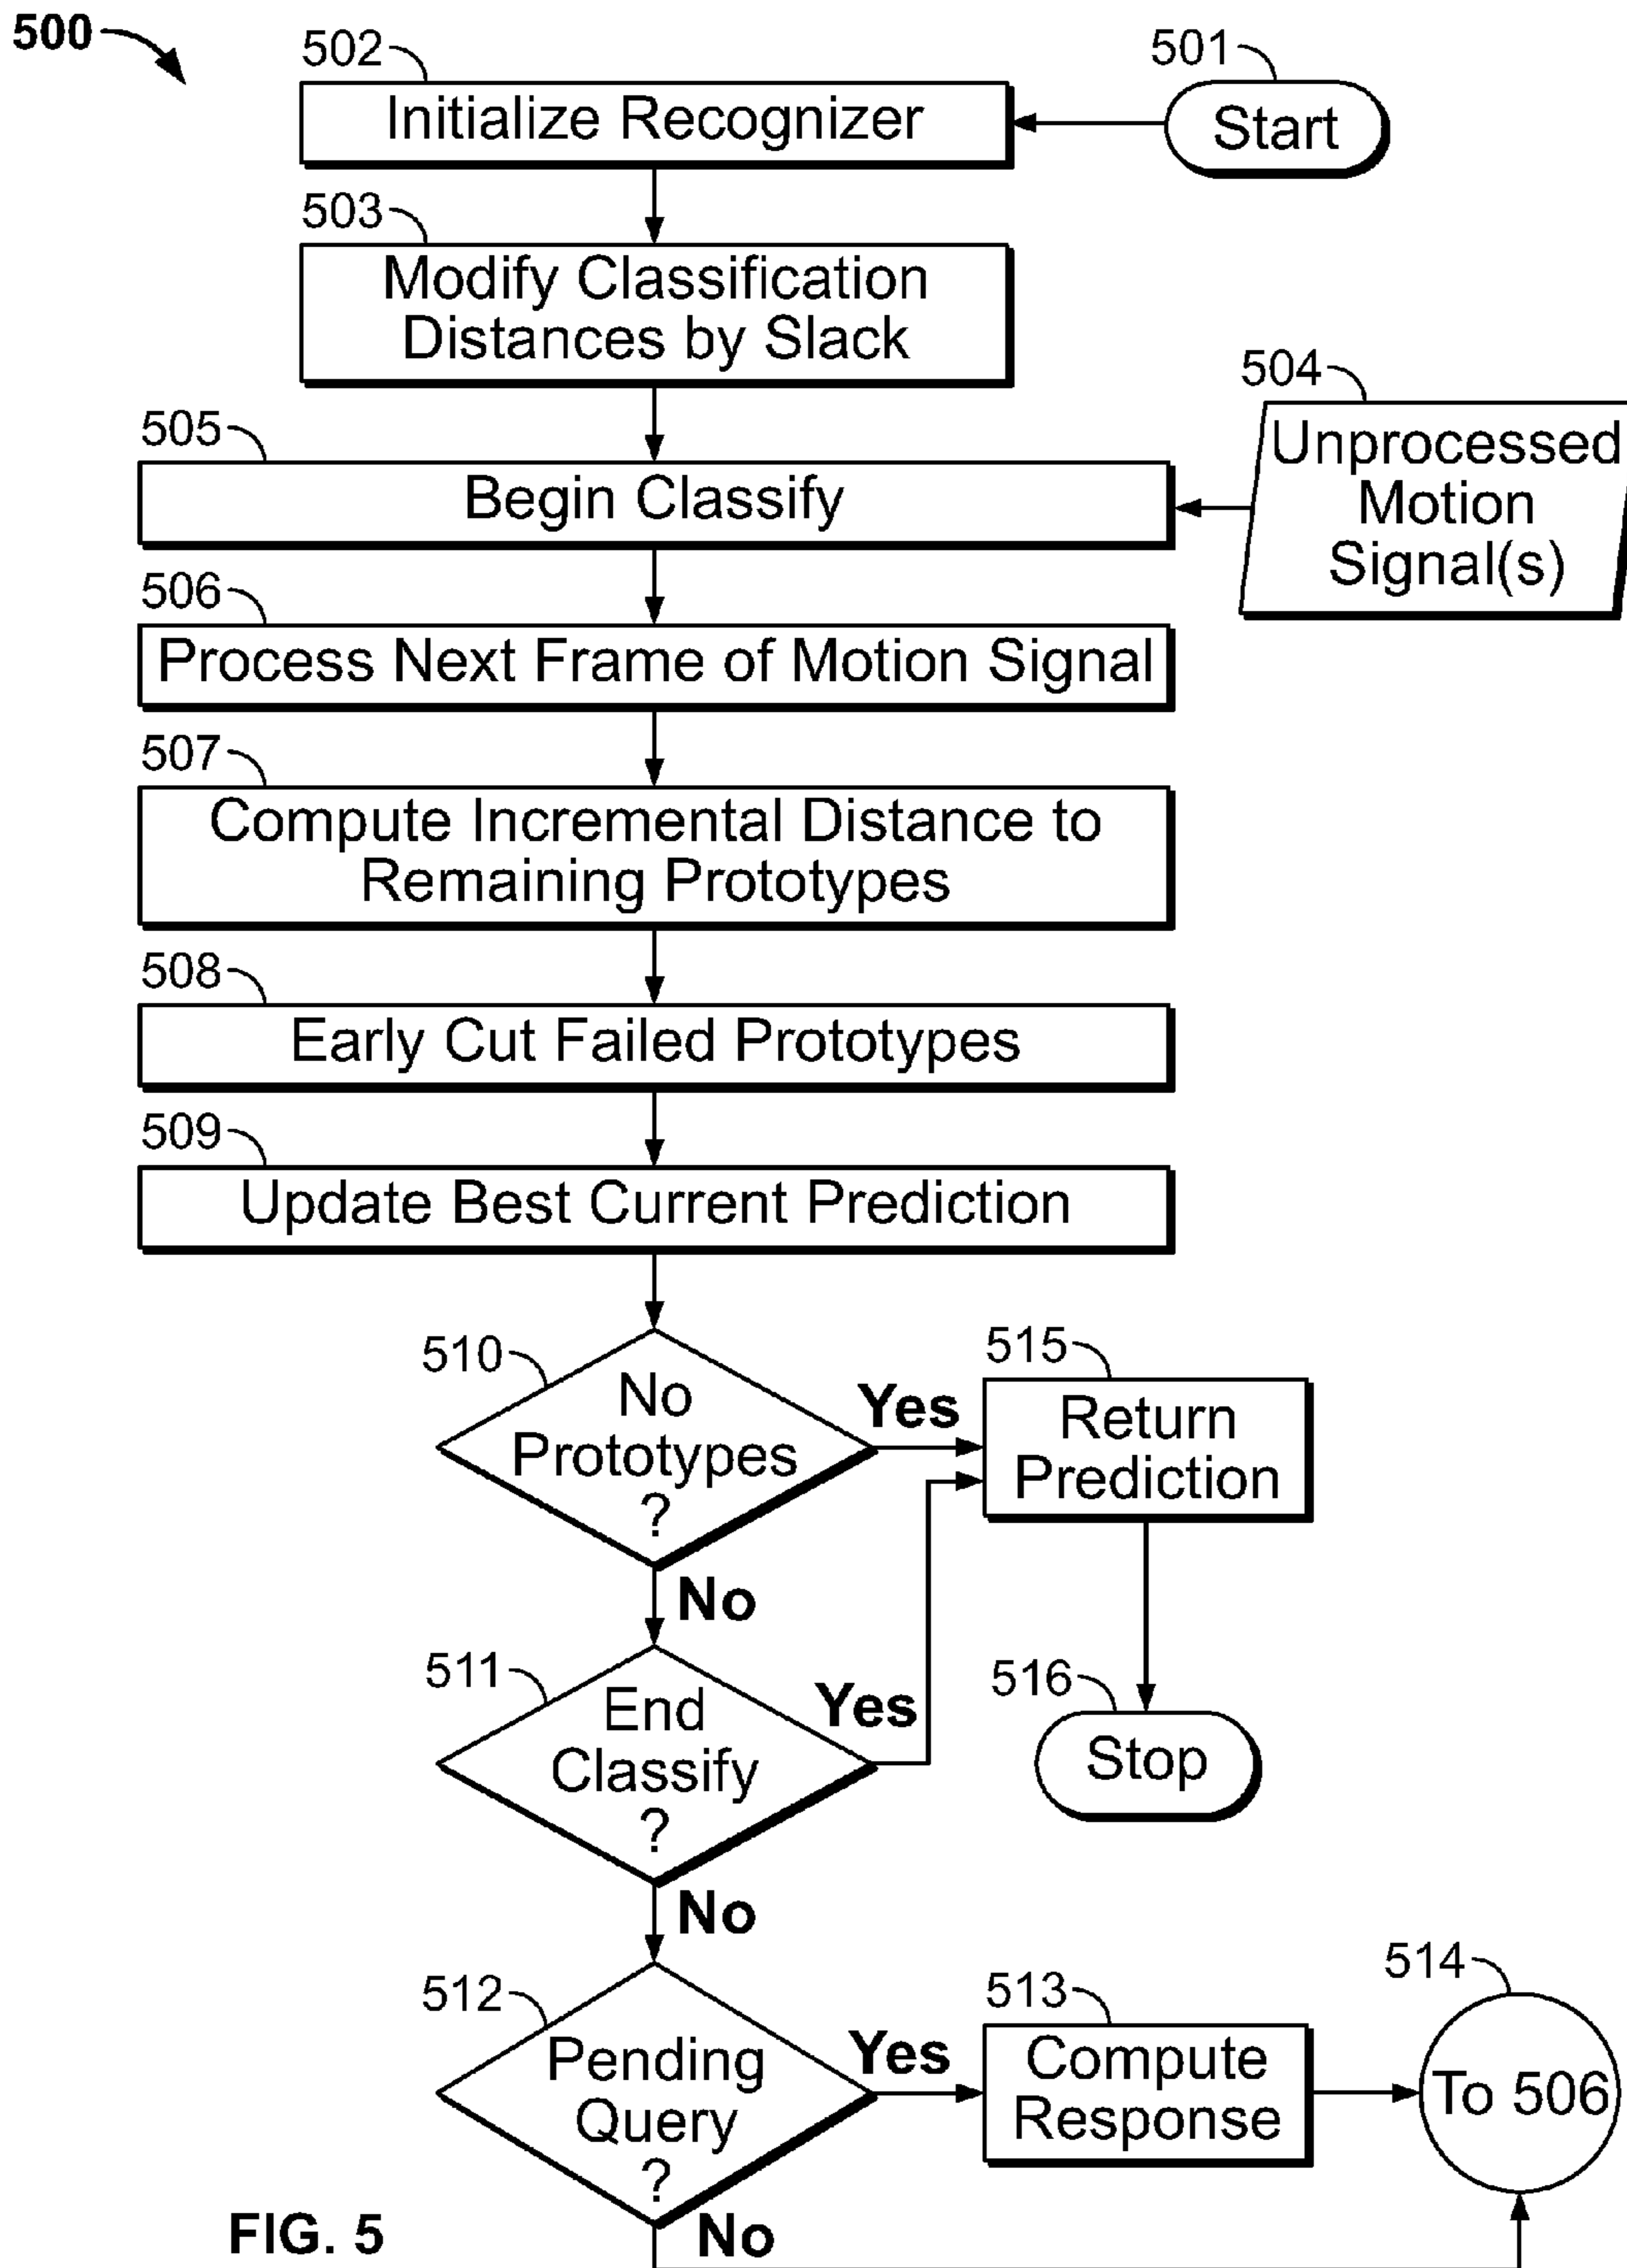 500
502
501
Initialize Recognizer
Start
503
Modify Classification
Distances by Slack
504
Unprocessed
Motion
Signal(s)
505
Begin Classify
506
Process Next Frame of Motion Signal
507
Compute Incremental Distance to
Remaining Prototypes
508
Early Cut Failed Prototypes
509
Update Best Current Prediction
510
No
Prototypes
?
Yes
515
Return
Prediction
No
511
End
Classify
?
Yes
516
Stop
No
512
Pending
Query
?
Yes
513
Compute
Response
514
To 506
No
FIG. 5